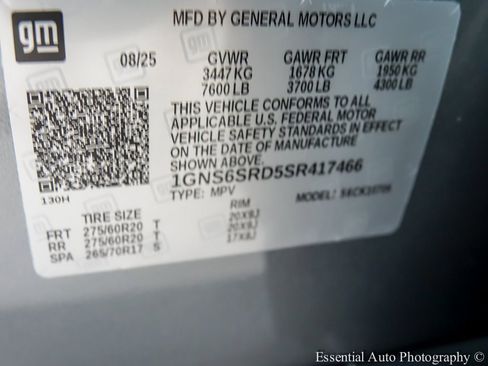 gm
MFD BY GENERAL MOTORS LLC
08/25 GVWR GAWR FRT GAWR RR
3447 KG 1678 KG 1950 KG
7600 LB 3700 LB 4300 LB
THIS VEHICLE CONFORMS TO ALL
APPLICABLE U.S. FEDERAL MOTOR
VEHICLE SAFETY STANDARDS IN EFFECT
ON THE DATE OF MANUFACTURE
SHOWN ABOVE.
1GNS6SRD5SR417466
TYPE: MPV MODEL:
130H
TIRE SIZE RIM
FRT 275/60R20 T 20X9J
RR 275/60R20 T 20X9J
SPA 265/70R17 S 17X8J
Essential Auto Photography ©